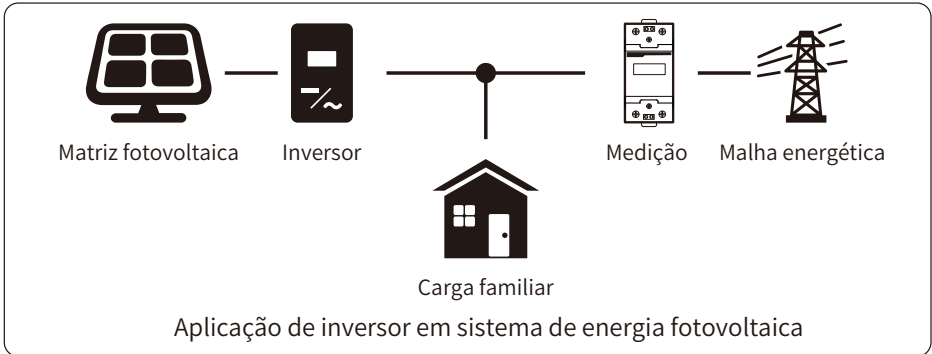 Matriz fotovoltaica
Inversor
Medição
Malha energética
Carga familiar
Aplicação de inversor em sistema de energia fotovoltaica